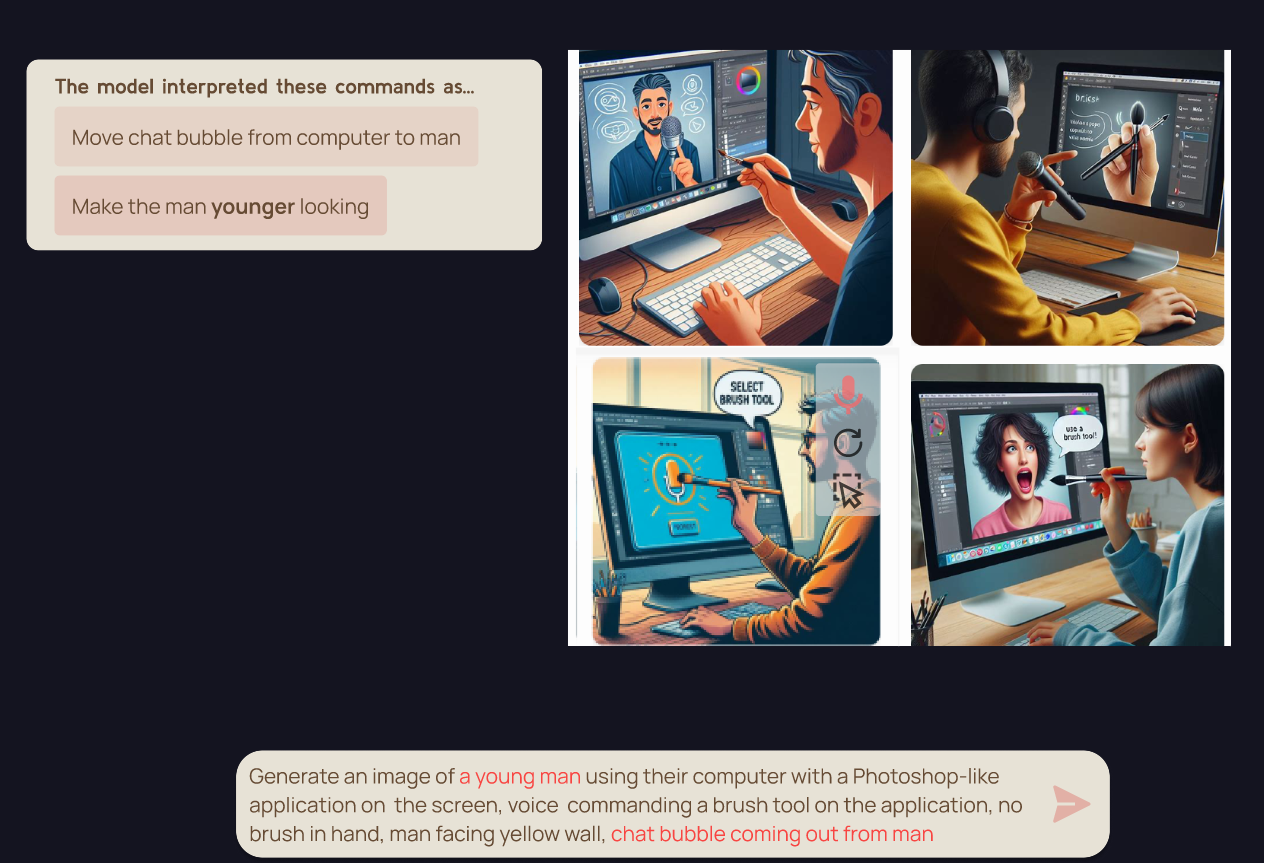 The model interpreted these commands as...
Move chat bubble from computer to man
Make the man younger looking
SELECT
BRUSH TOOL
use a
brush tool!
Generate an image of a young man using their computer with a Photoshop-like
application on the screen, voice commanding a brush tool on the application, no
brush in hand, man facing yellow wall, chat bubble coming out from man